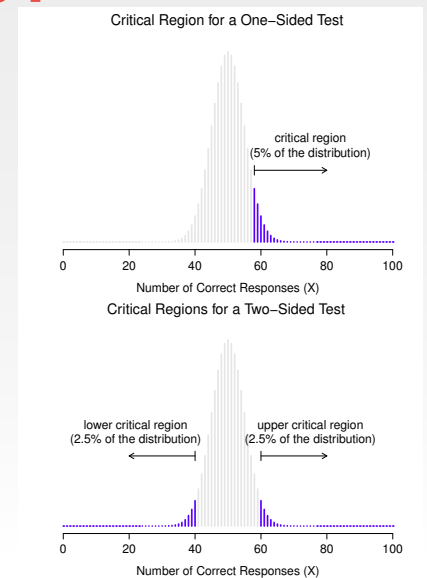 Critical Region for a One−Sided Test
critical region
(5% of the distribution)
0 20 40 60 80 100
Number of Correct Responses (X)
Critical Regions for a Two−Sided Test
lower critical region
(2.5% of the distribution)
upper critical region
(2.5% of the distribution)
0 20 40 60 80 100
Number of Correct Responses (X)